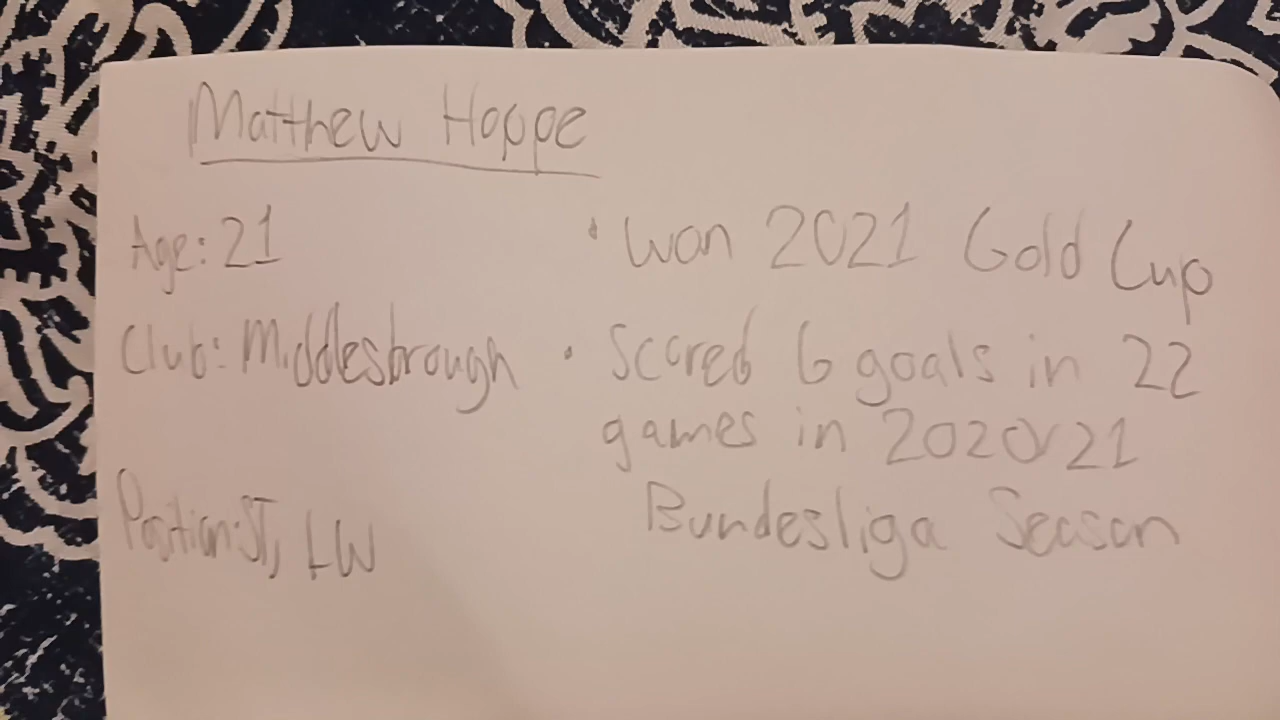 Matthew Hoppe
Age: 21
Club: Middlesbrough
Position: ST, LW
• Won 2021 Gold Cup
• Scored 6 goals in 22
games in 2020/21
Bundesliga Season